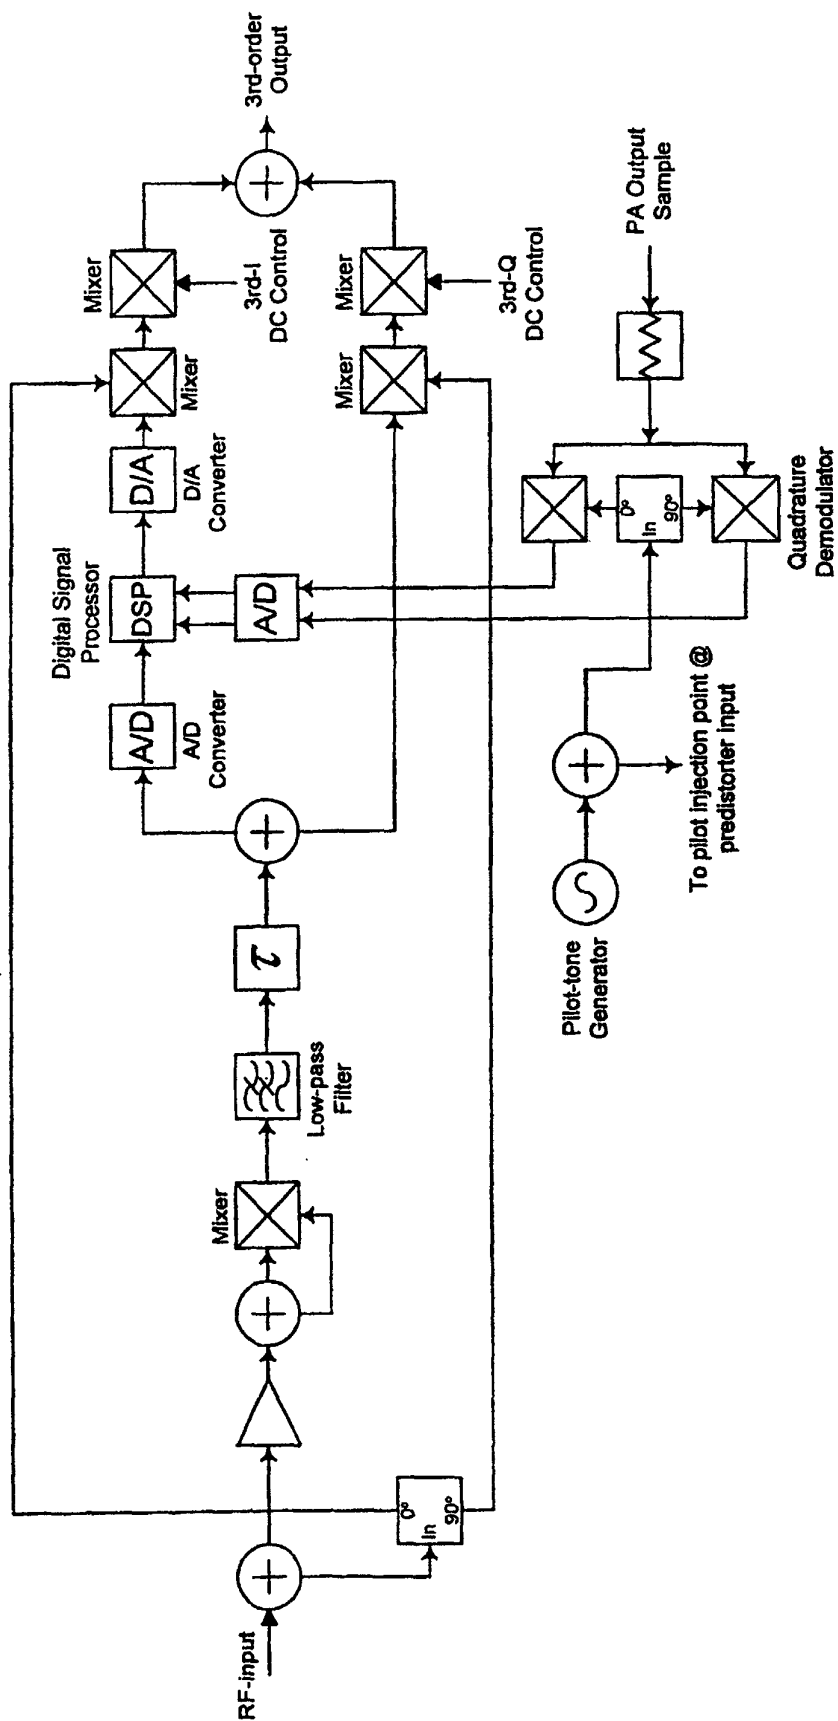 RF-input
0°
In
90°
Mixer
Low-pass
Filter
τ
A/D
A/D
Converter
Digital Signal
Processor
DSP
A/D
D/A
D/A
Converter
Mixer
Mixer
3rd-I
DC Control
3rd-order
Output
Mixer
Mixer
3rd-Q
DC Control
Pilot-tone
Generator
To pilot injection point @
predistorter input
0°
In
90°
Quadrature
Demodulator
PA Output
Sample